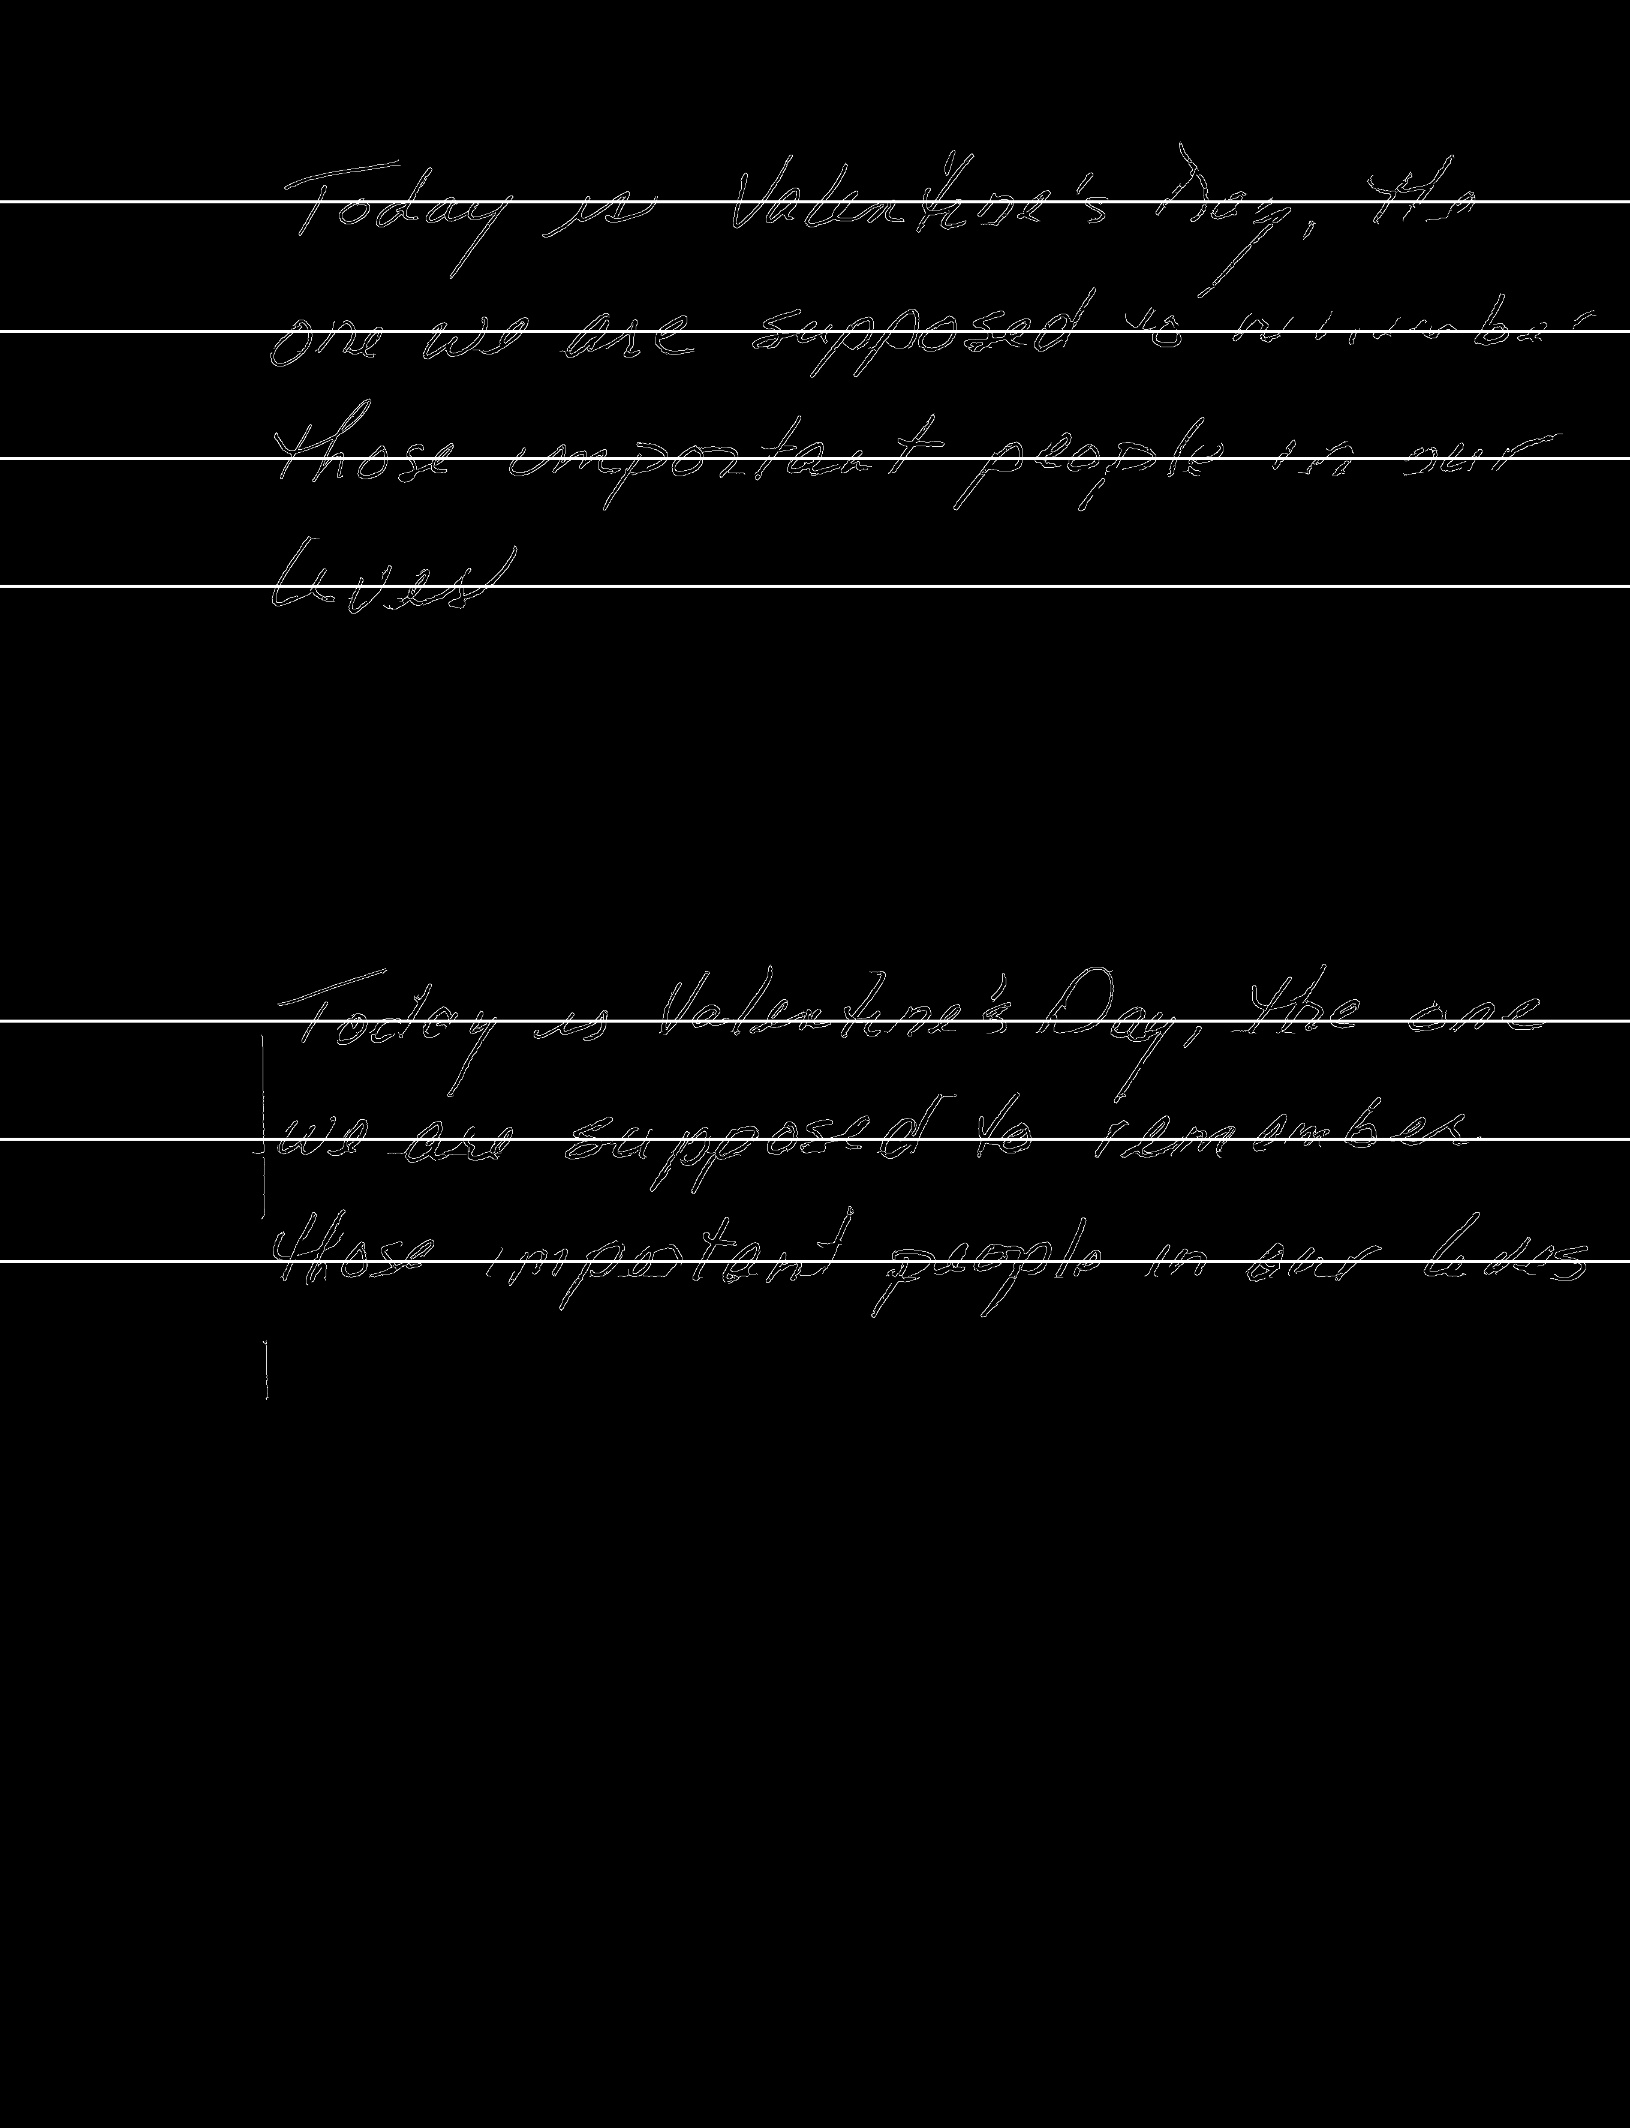 Today is Valentine's Day, the
one we are supposed to remember
those important people in our
lives
Today is Valentine's Day, the one
we are supposed to remember
those important people in our lives